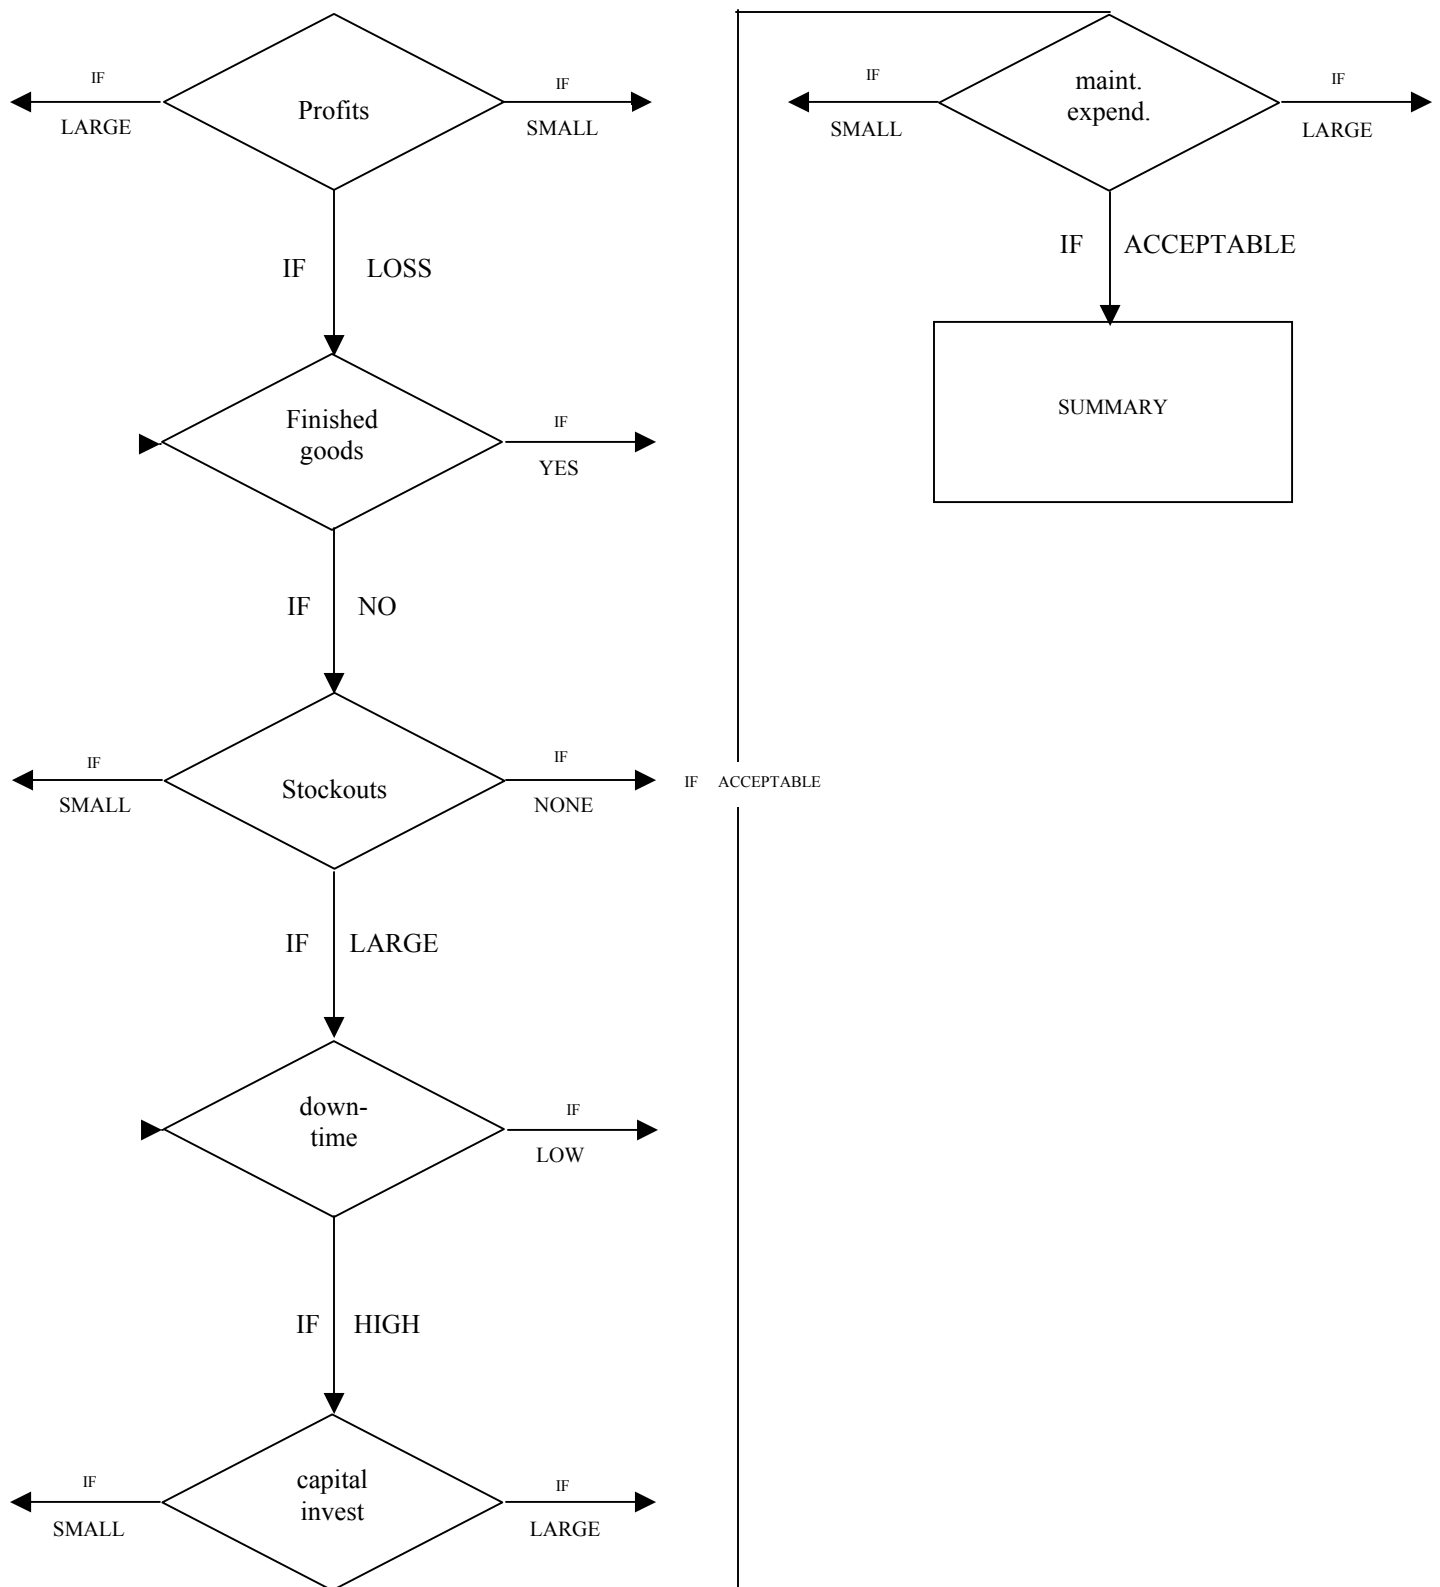 IF
LARGE
Profits
IF
SMALL
IF LOSS
Finished
goods
IF
YES
IF NO
IF
SMALL
Stockouts
IF
NONE
IF LARGE
down-
time
IF
LOW
IF HIGH
IF
SMALL
capital
invest
IF
LARGE
IF ACCEPTABLE
IF
SMALL
maint.
expend.
IF
LARGE
IF ACCEPTABLE
SUMMARY